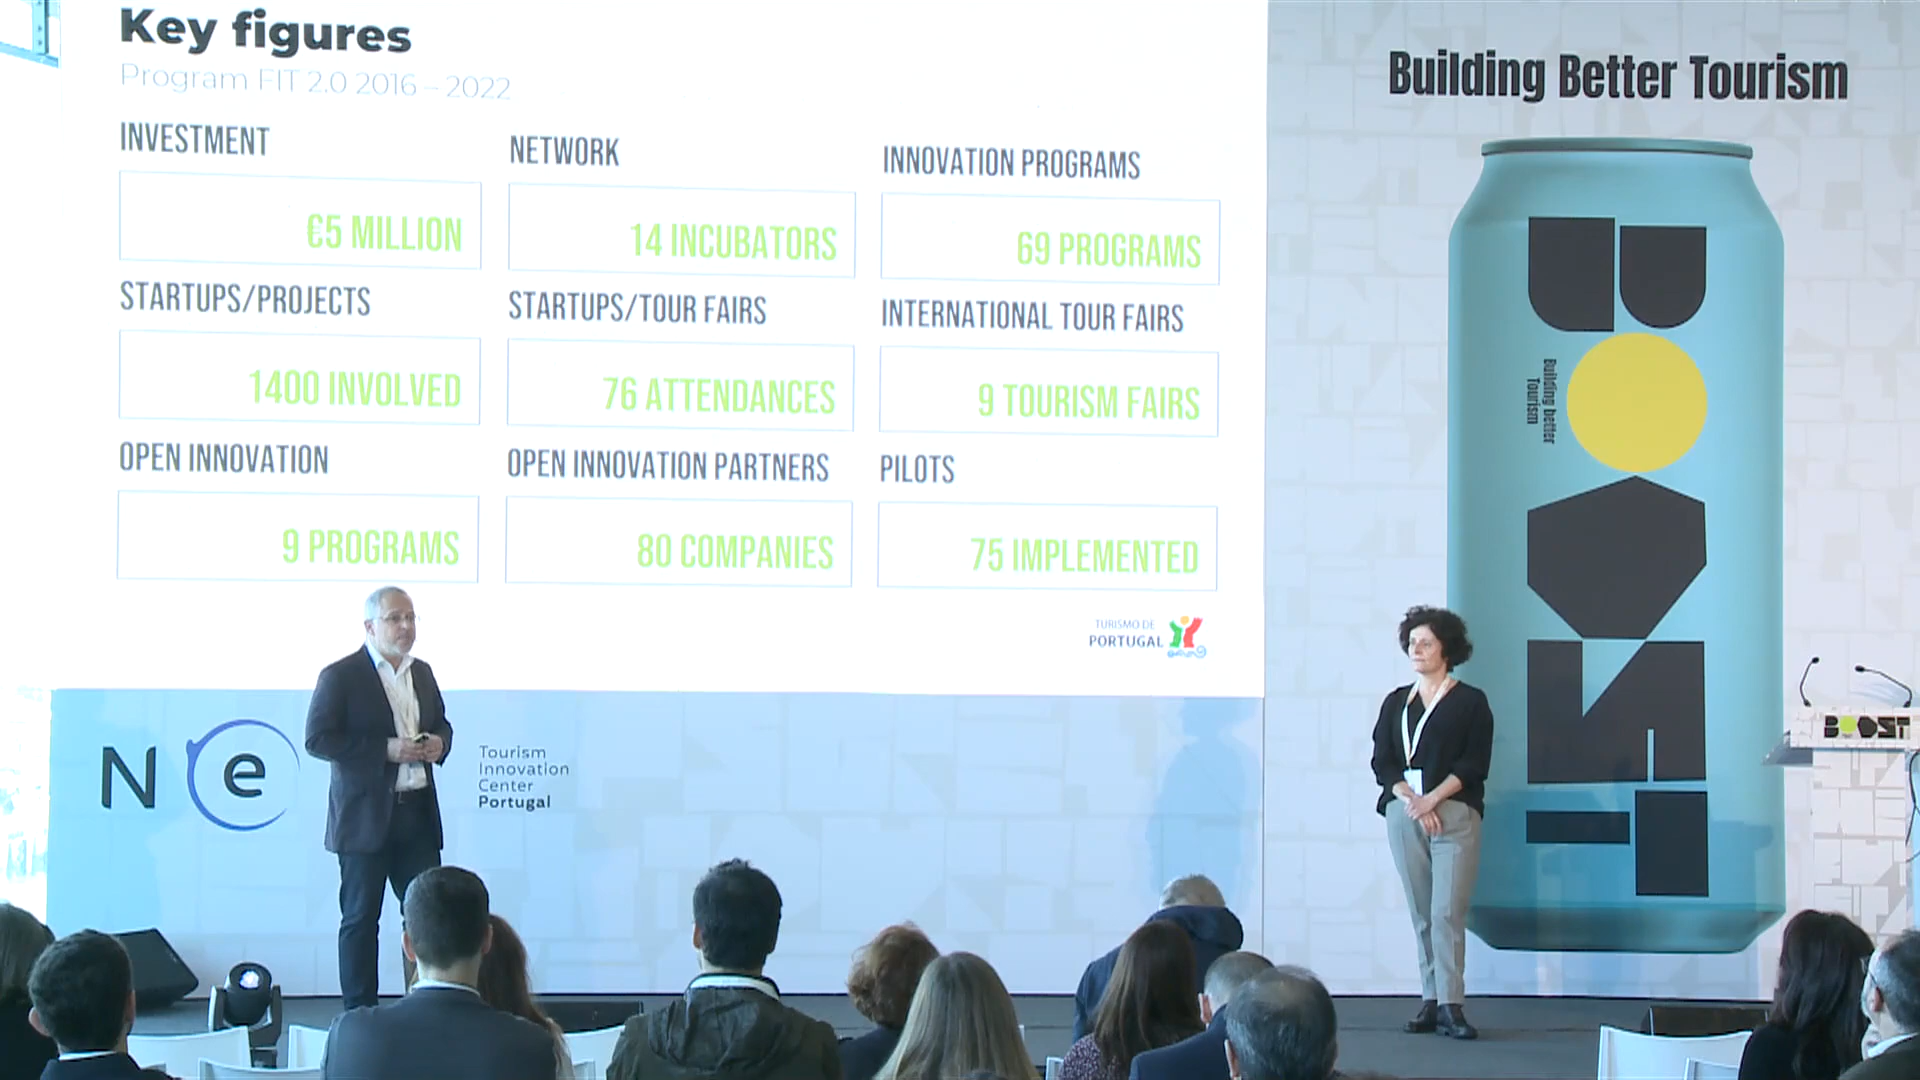 Key figures
Program FIT 2.0 2016 – 2022
INVESTMENT
€5 MILLION
NETWORK
14 INCUBATORS
INNOVATION PROGRAMS
69 PROGRAMS
STARTUPS/PROJECTS
1400 INVOLVED
STARTUPS/TOUR FAIRS
76 ATTENDANCES
INTERNATIONAL TOUR FAIRS
9 TOURISM FAIRS
OPEN INNOVATION
9 PROGRAMS
OPEN INNOVATION PARTNERS
80 COMPANIES
PILOTS
75 IMPLEMENTED
TURISMO DE
PORTUGAL
Building Better Tourism
BOOST
Building better
Tourism
N e
Tourism
Innovation
Center
Portugal
BOOST